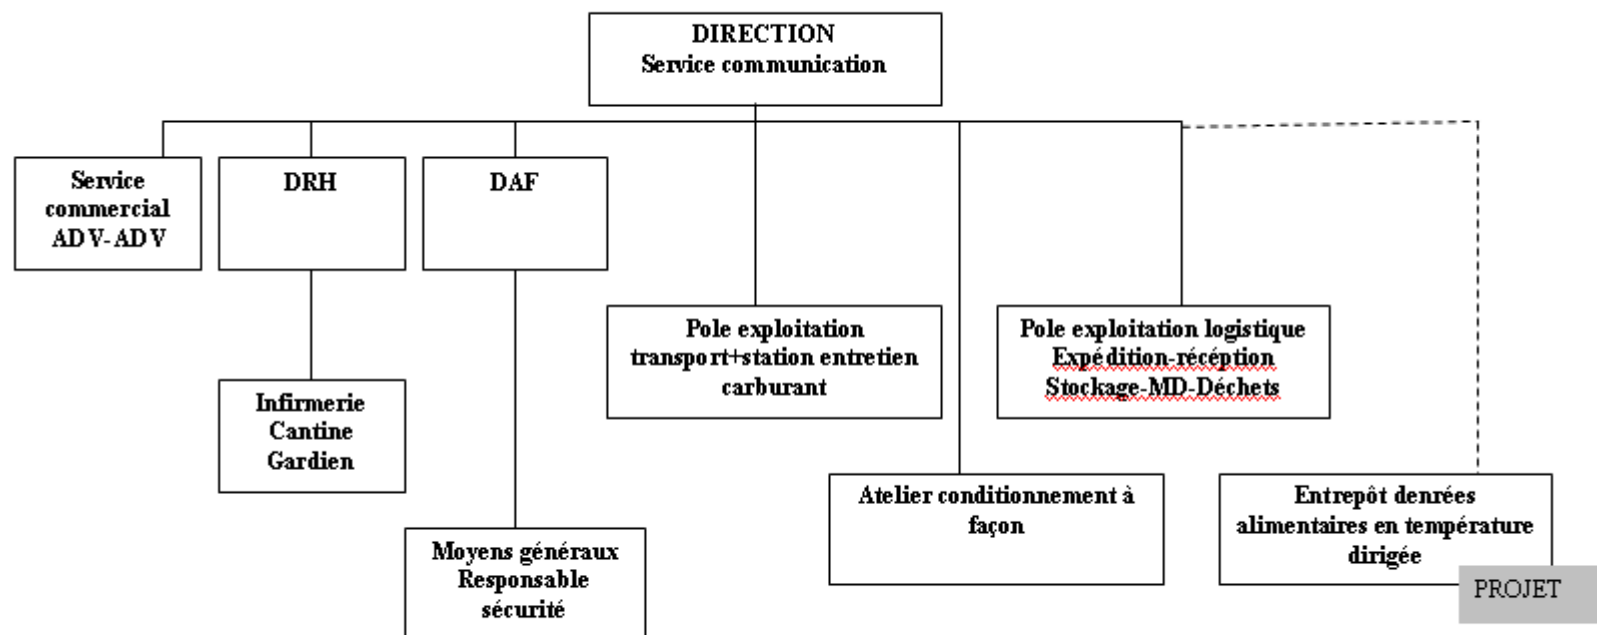 DIRECTION
Service communication
Service
commercial
ADV-ADV
DRH
DAF
Pole exploitation
transport+station entretien
carburant
Pole exploitation logistique
Expédition-récéption
Stockage-MD-Déchets
Infirmerie
Cantine
Gardien
Atelier conditionnement à
façon
Entrepôt denrées
alimentaires en température
dirigée
PROJET
Moyens généraux
Responsable
sécurité